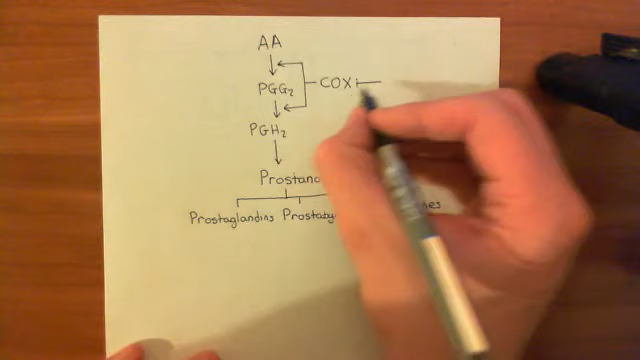 AA
PGG₂ COX
PGH₂
Prostano
Prostaglandins